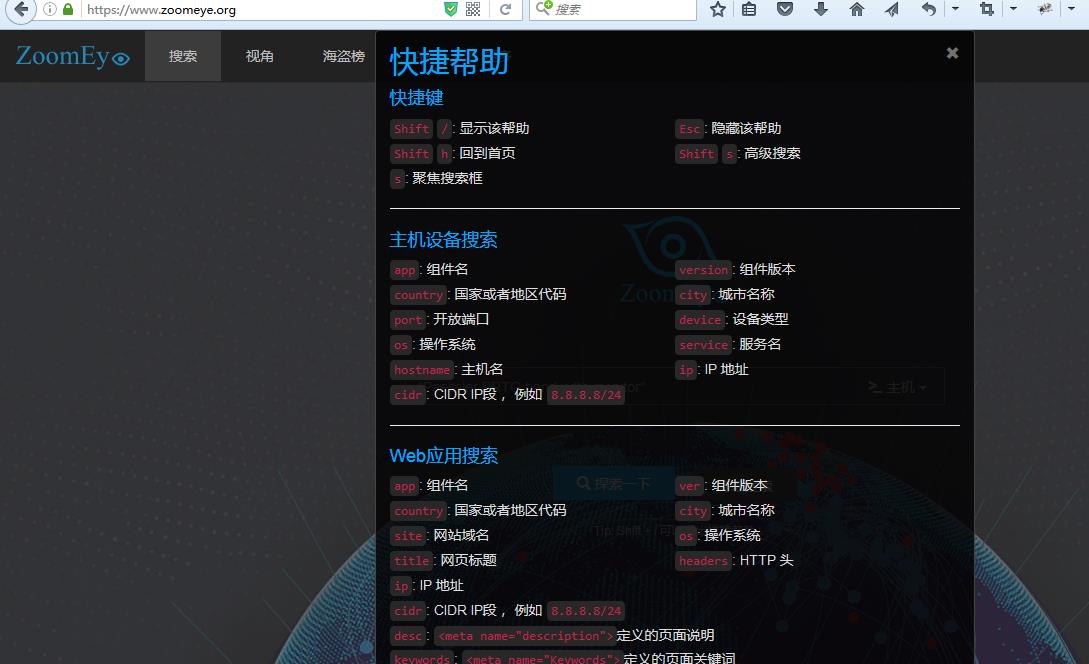 https://www.zoomeye.org
搜索
ZoomEye
搜索 视角 海盗榜
快捷帮助
快捷键
Shift /: 显示该帮助 Esc: 隐藏该帮助
Shift h: 回到首页 Shift s: 高级搜索
s: 聚焦搜索框
主机设备搜索
app: 组件名 version: 组件版本
country: 国家或者地区代码 city: 城市名称
port: 开放端口 device: 设备类型
os: 操作系统 service: 服务名
hostname: 主机名 ip: IP 地址
主机
cidr: CIDR IP段 ，例如 8.8.8.8/24
Web应用搜索
app: 组件名 ver: 组件版本
探索一下
country: 国家或者地区代码 city: 城市名称
site: 网站域名 os: 操作系统
Tip: Shift + / 可
title: 网页标题 headers: HTTP 头
ip: IP 地址
cidr: CIDR IP段 ，例如 8.8.8.8/24
desc: <meta name="description">定义的页面说明
keywords: <meta name="Keywords">定义的页面关键词